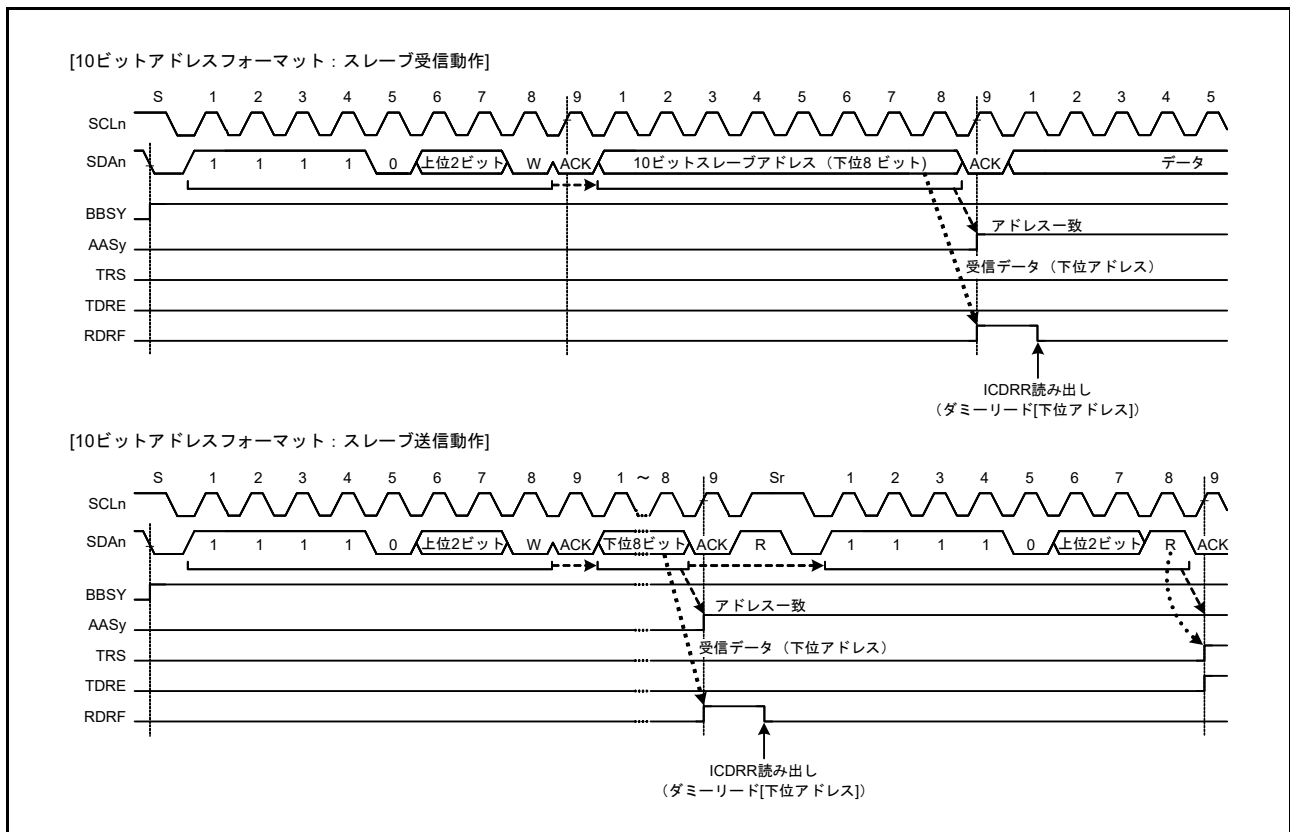 [10ビットアドレスフォーマット：スレーブ受信動作]
S 1 2 3 4 5 6 7 8 9 1 2 3 4 5 6 7 8 9 1 2 3 4 5
SCLn
SDAn 1 1 1 1 0 上位2ビット W ACK 10ビットスレーブアドレス（下位8 ビット） ACK データ
BBSY
アドレス一致
AASy
受信データ（下位アドレス）
TRS
TDRE
RDRF
ICDRR読み出し
（ダミーリード[下位アドレス]）
[10ビットアドレスフォーマット：スレーブ送信動作]
S 1 2 3 4 5 6 7 8 9 1 ～ 8 9 Sr 1 2 3 4 5 6 7 8 9
SCLn
SDAn 1 1 1 1 0 上位2ビット W ACK 下位8ビット ACK R 1 1 1 1 0 上位2ビット R ACK
BBSY
アドレス一致
AASy
受信データ（下位アドレス）
TRS
TDRE
RDRF
ICDRR読み出し
（ダミーリード[下位アドレス]）